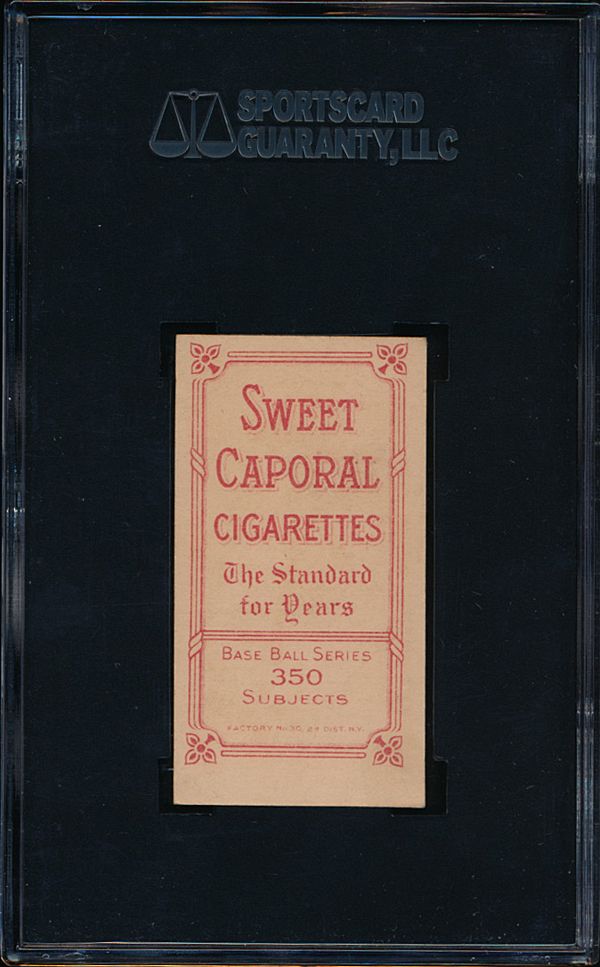 SPORTSCARD
GUARANTY, LLC
SWEET
CAPORAL
CIGARETTES
The Standard
for Years
BASE BALL SERIES
350
SUBJECTS
FACTORY No 30, 2d DIST. N.Y.